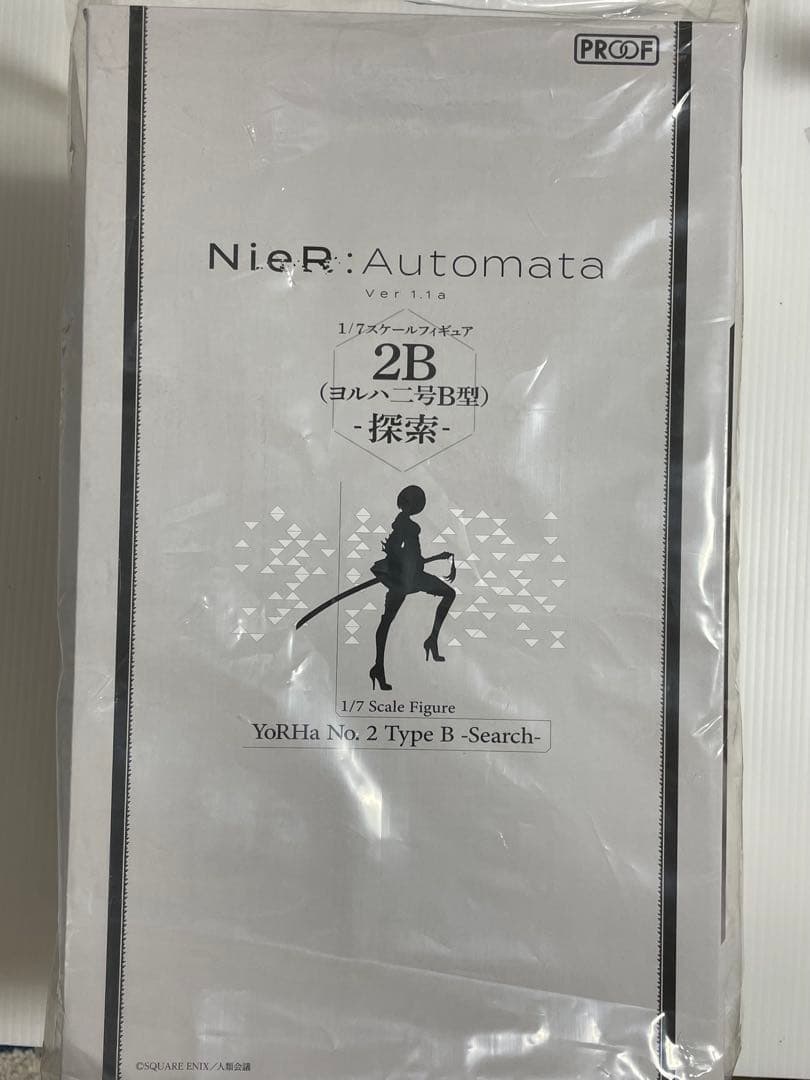 PROOF
NieR:Automata
Ver 1.1a
1/7スケールフィギュア
2B
(ヨルハ二号B型)
-探索-
1/7 Scale Figure
YoRHa No. 2 Type B -Search-
©SQUARE ENIX/人類会議